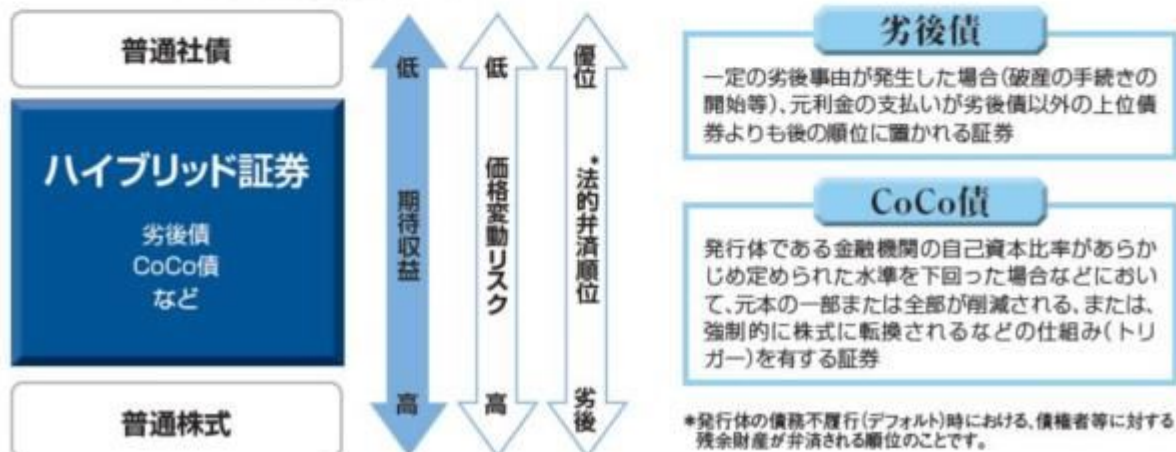 普通社債
ハイブリッド証券
劣後債
CoCo債
など
普通株式
低
期待収益
高
低
価格変動リスク
高
優位
*法的弁済順位
劣後
劣後債
一定の劣後事由が発生した場合(破産の手続きの
開始等)、元利金の支払いが劣後債以外の上位債
券よりも後の順位に置かれる証券
CoCo債
発行体である金融機関の自己資本比率があらか
じめ定められた水準を下回った場合などにおい
て、元本の一部または全部が削減される、または、
強制的に株式に転換されるなどの仕組み(トリ
ガー)を有する証券
*発行体の債務不履行(デフォルト)時における、債権者等に対する
残余財産が弁済される順位のことです。